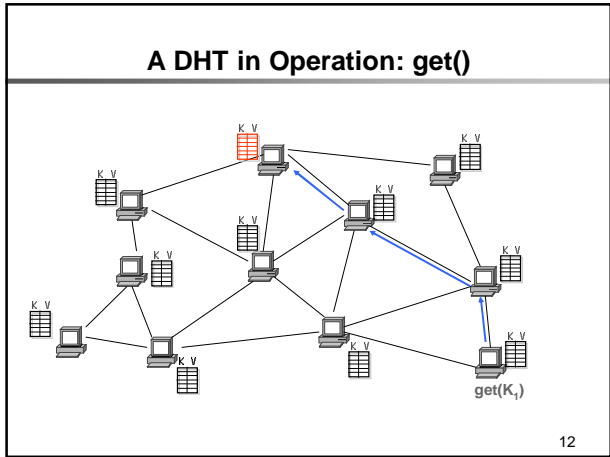 A DHT in Operation: get()
K V
K V
K V
K V
K V
K V
K V
K V
K V
K V
K V
get(K₁)
12